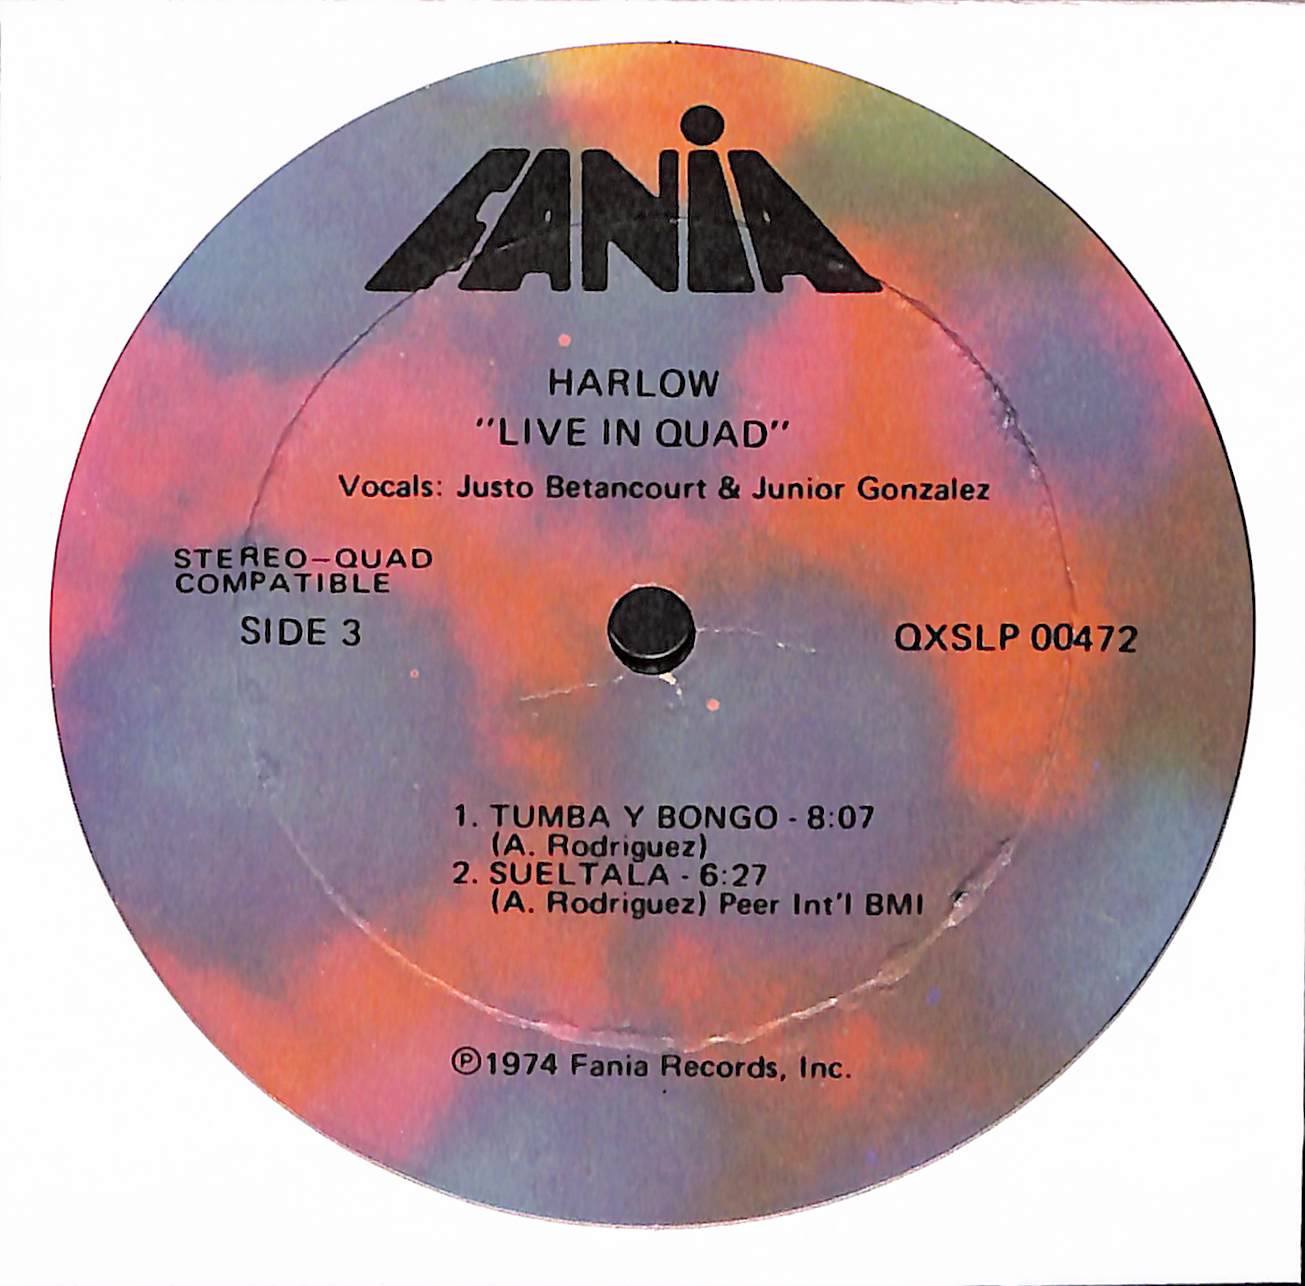 FANiA
HARLOW
"LIVE IN QUAD"
Vocals: Justo Betancourt & Junior Gonzalez
STEREO-QUAD
COMPATIBLE
SIDE 3
QXSLP 00472
1. TUMBA Y BONGO - 8:07
(A. Rodriguez)
2. SUELTALA - 6:27
(A. Rodriguez) Peer Int'l BMI
℗1974 Fania Records, Inc.